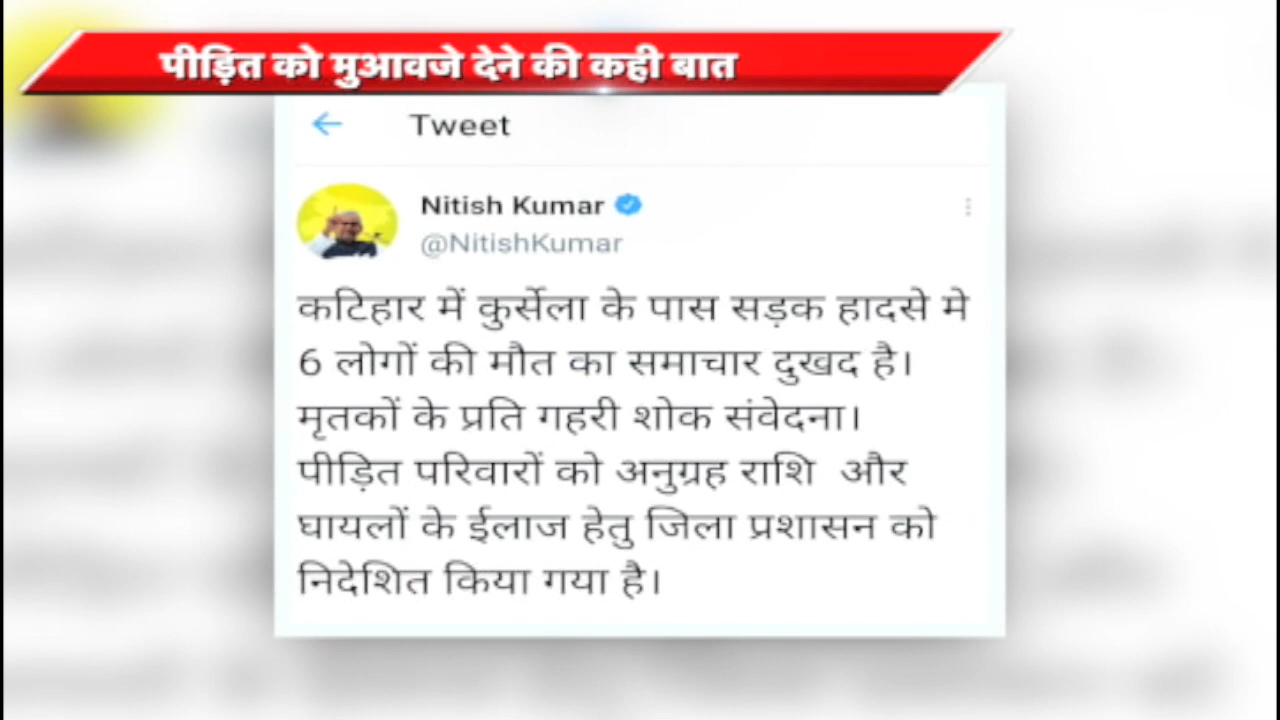 पीड़ित को मुआवजे देने की कही बात
Tweet
Nitish Kumar
@NitishKumar
कटिहार में कुर्सेला के पास सड़क हादसे मे
6 लोगों की मौत का समाचार दुखद है।
मृतकों के प्रति गहरी शोक संवेदना।
पीड़ित परिवारों को अनुग्रह राशि और
घायलों के ईलाज हेतु जिला प्रशासन को
निदेशित किया गया है।